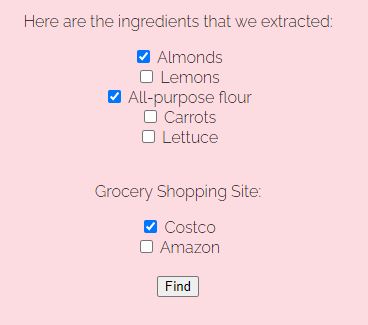 Here are the ingredients that we extracted:
Almonds
Lemons
All-purpose flour
Carrots
Lettuce
Grocery Shopping Site:
Costco
Amazon
Find